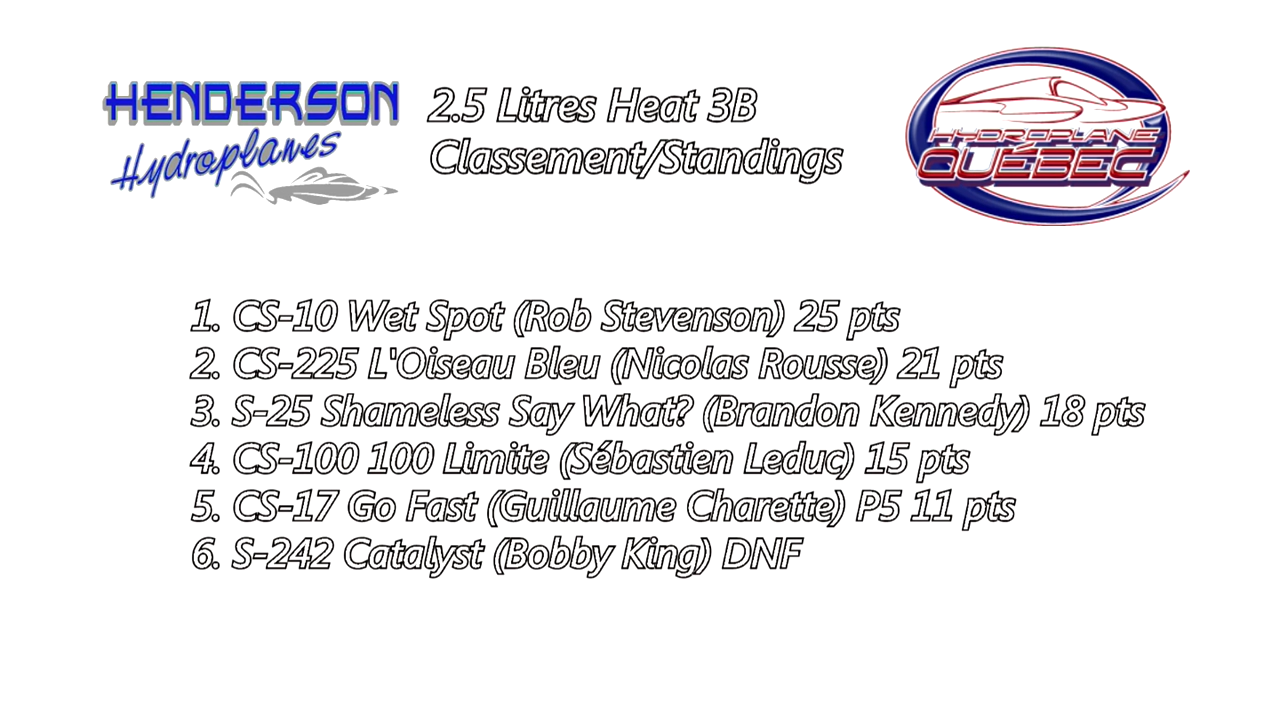 HENDERSON
Hydroplanes
2.5 Litres Heat 3B
Classement/Standings
HYDROPLANE
QUÉBEC
1. CS-10 Wet Spot (Rob Stevenson) 25 pts
2. CS-225 L'Oiseau Bleu (Nicolas Rousse) 21 pts
3. S-25 Shameless Say What? (Brandon Kennedy) 18 pts
4. CS-100 100 Limite (Sébastien Leduc) 15 pts
5. CS-17 Go Fast (Guillaume Charette) P5 11 pts
6. S-242 Catalyst (Bobby King) DNF